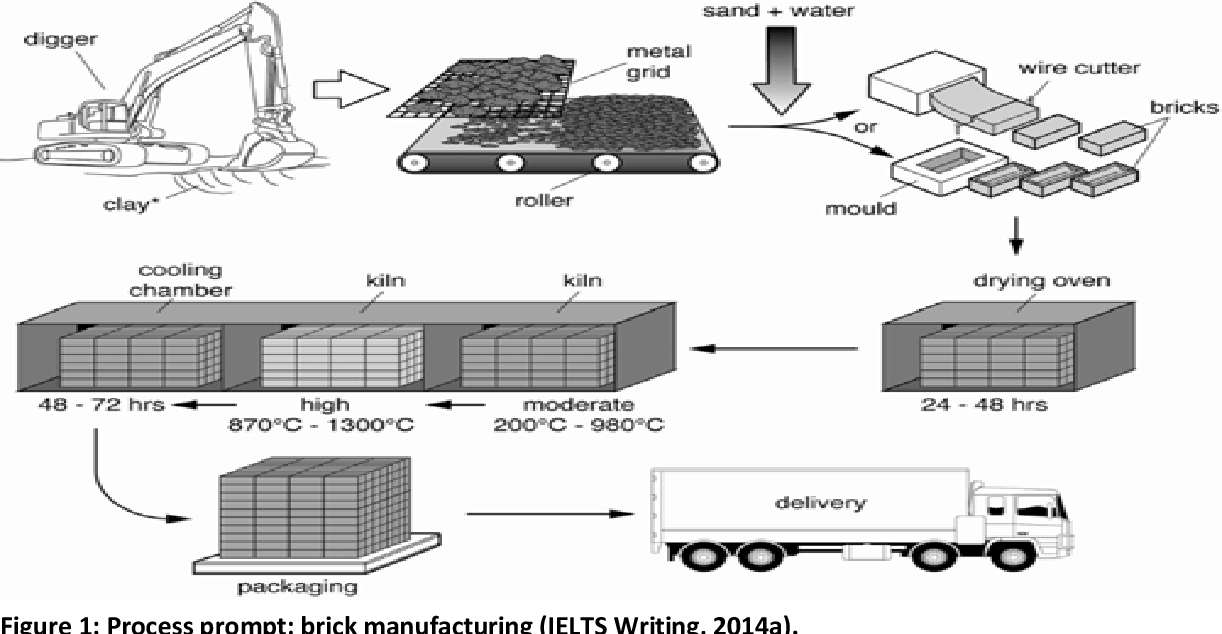 digger
clay*
metal
grid
roller
sand + water
or
wire cutter
bricks
mould
drying oven
24 - 48 hrs
kiln
moderate
200°C - 980°C
kiln
high
870°C - 1300°C
cooling
chamber
48 - 72 hrs
packaging
delivery
Figure 1: Process prompt: brick manufacturing (IELTS Writing, 2014a).